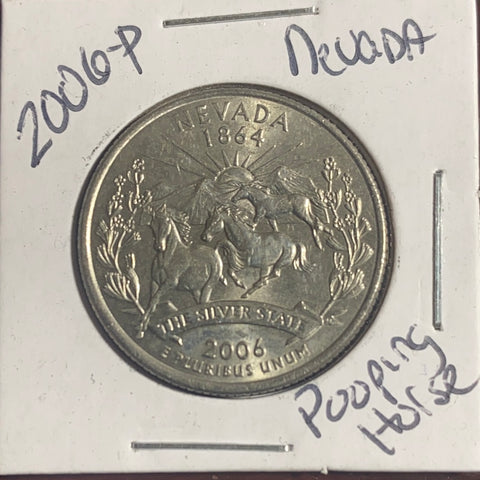 2006-P
NevaDA
NEVADA
1864
THE SILVER STATE
2006
E PLURIBUS UNUM
Pooping
Horse